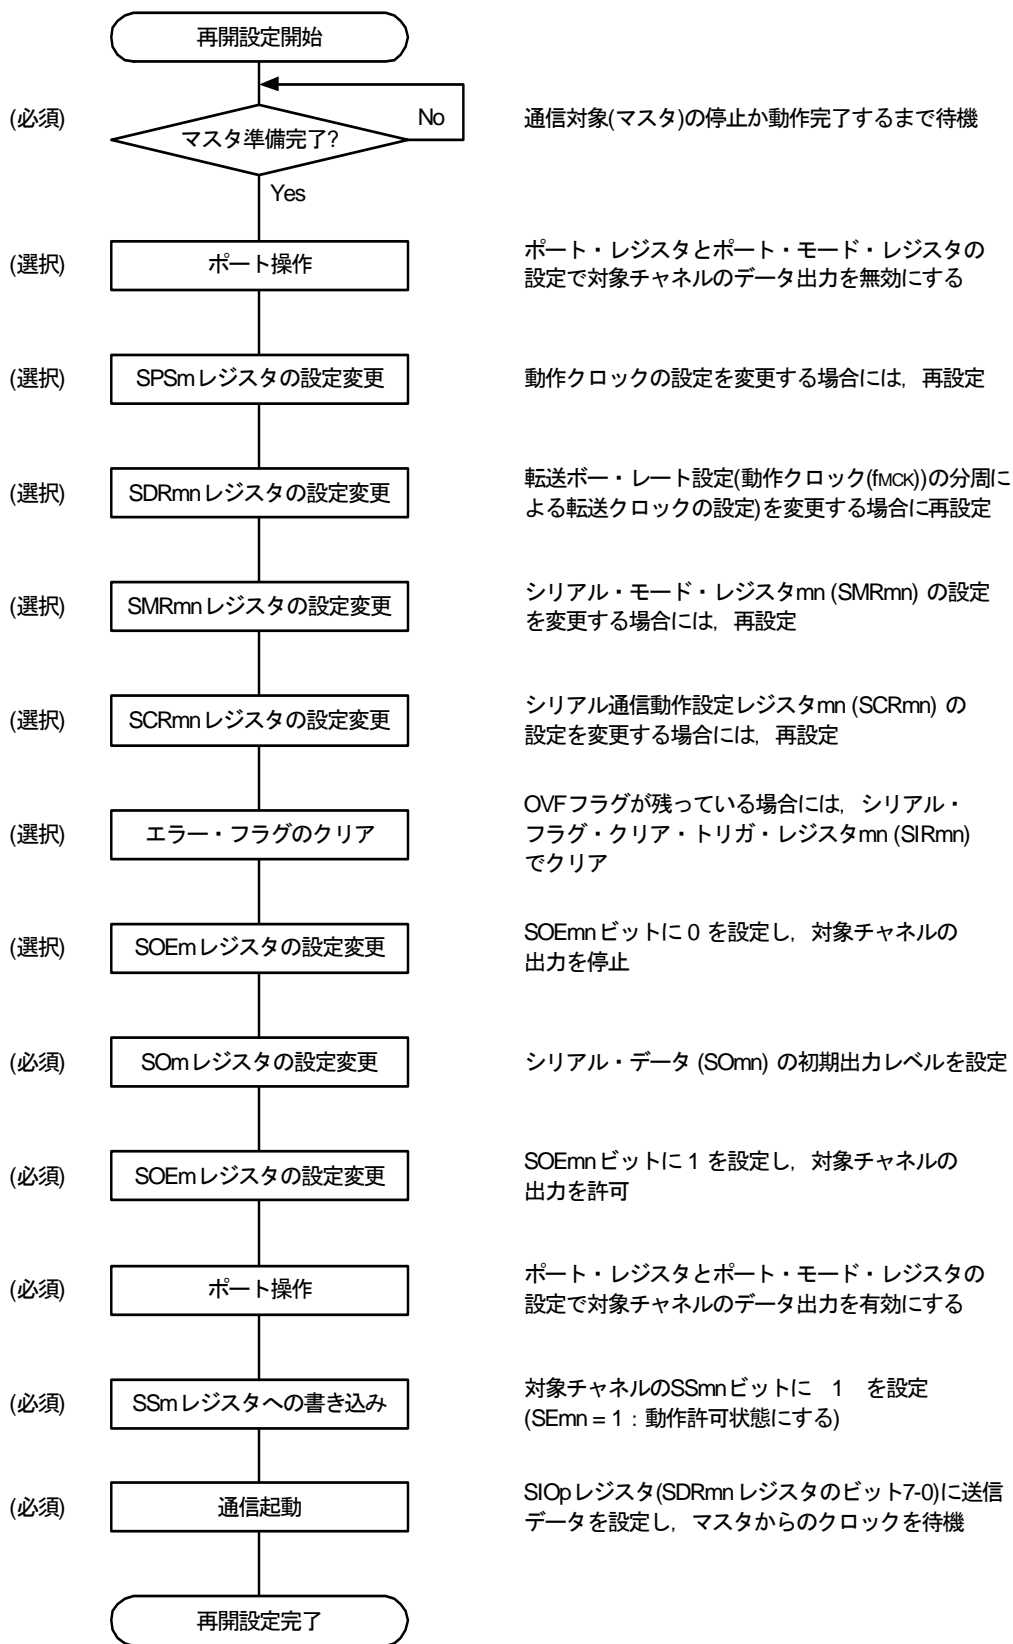 再開設定開始
(必須)
マスタ準備完了?
No
通信対象(マスタ)の停止か動作完了するまで待機
Yes
(選択)
ポート操作
ポート・レジスタとポート・モード・レジスタの
設定で対象チャネルのデータ出力を無効にする
(選択)
SPSmレジスタの設定変更
動作クロックの設定を変更する場合には，再設定
(選択)
SDRmnレジスタの設定変更
転送ボー・レート設定(動作クロック(fMCK))の分周に
よる転送クロックの設定)を変更する場合に再設定
(選択)
SMRmnレジスタの設定変更
シリアル・モード・レジスタmn (SMRmn) の設定
を変更する場合には，再設定
(選択)
SCRmnレジスタの設定変更
シリアル通信動作設定レジスタmn (SCRmn) の
設定を変更する場合には，再設定
(選択)
エラー・フラグのクリア
OVFフラグが残っている場合には，シリアル・
フラグ・クリア・トリガ・レジスタmn (SIRmn)
でクリア
(選択)
SOEmレジスタの設定変更
SOEmnビットに 0 を設定し，対象チャネルの
出力を停止
(必須)
SOmレジスタの設定変更
シリアル・データ (SOmn) の初期出力レベルを設定
(必須)
SOEmレジスタの設定変更
SOEmnビットに 1 を設定し，対象チャネルの
出力を許可
(必須)
ポート操作
ポート・レジスタとポート・モード・レジスタの
設定で対象チャネルのデータ出力を有効にする
(必須)
SSmレジスタへの書き込み
対象チャネルのSSmnビットに 1 を設定
(SEmn = 1：動作許可状態にする)
(必須)
通信起動
SIOpレジスタ(SDRmnレジスタのビット7-0)に送信
データを設定し，マスタからのクロックを待機
再開設定完了